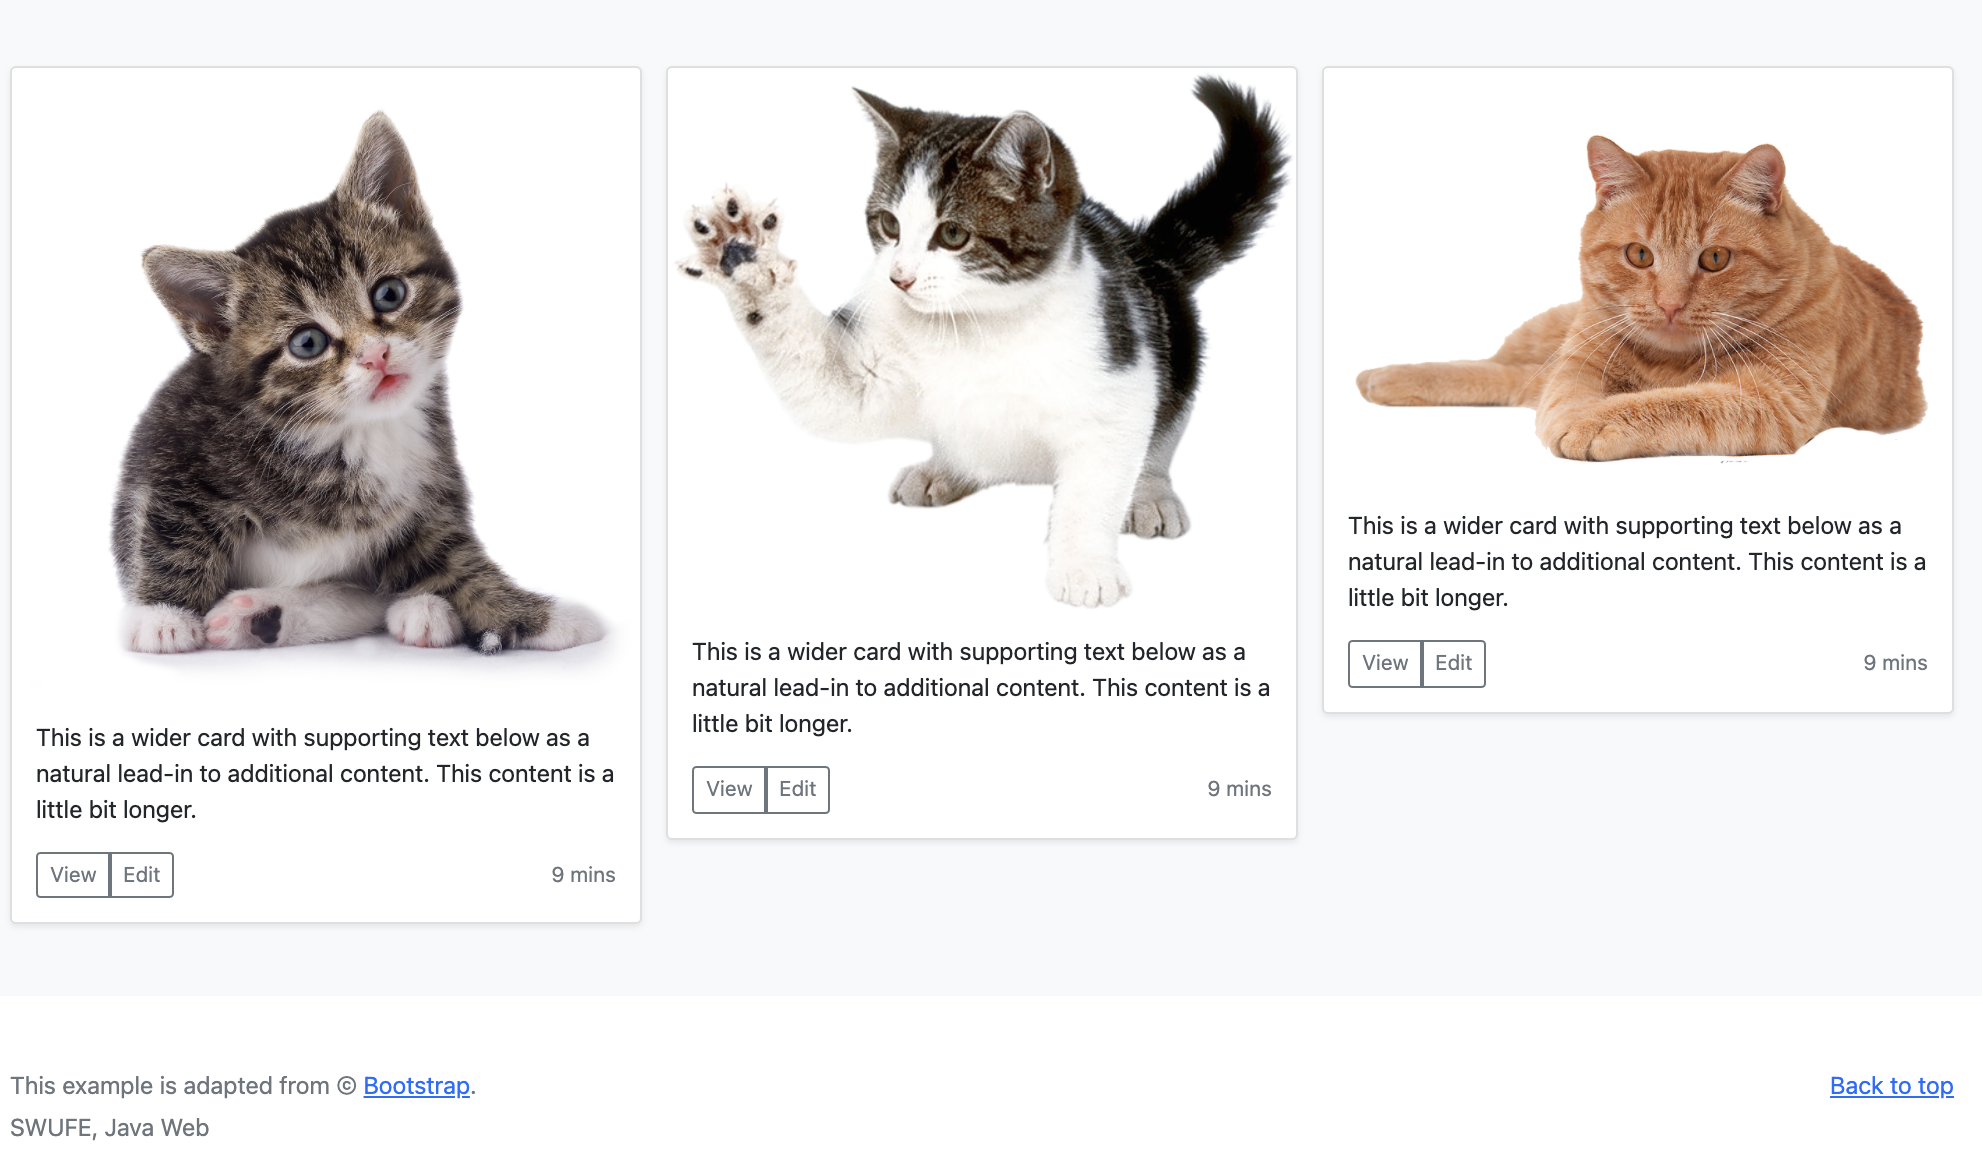 This is a wider card with supporting text below as a
natural lead-in to additional content. This content is a
little bit longer.
View Edit 9 mins
This is a wider card with supporting text below as a
natural lead-in to additional content. This content is a
little bit longer.
View Edit 9 mins
This is a wider card with supporting text below as a
natural lead-in to additional content. This content is a
little bit longer.
View Edit 9 mins
This example is adapted from © Bootstrap.
Back to top
SWUFE, Java Web